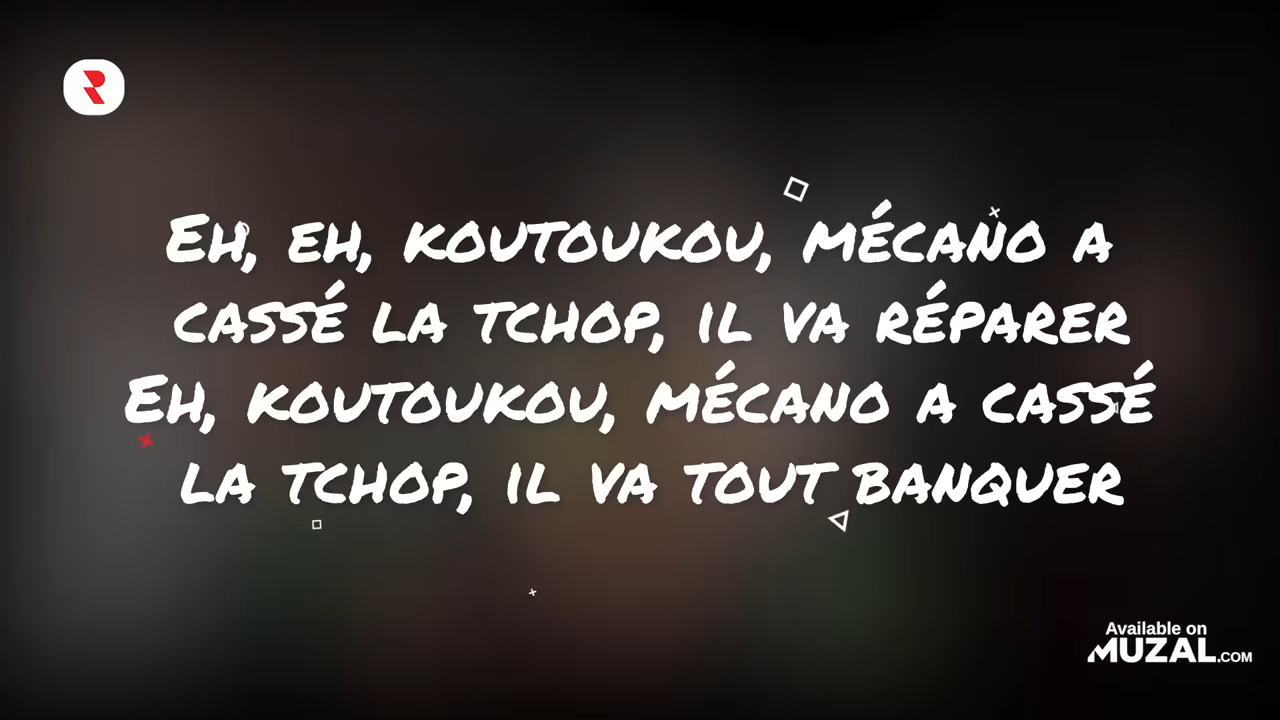 Eh, eh, koutoukou, mécano a
cassé la tchop, il va réparer
Eh, koutoukou, mécano a cassé
la tchop, il va tout banquer
Available on
MUZAL.COM